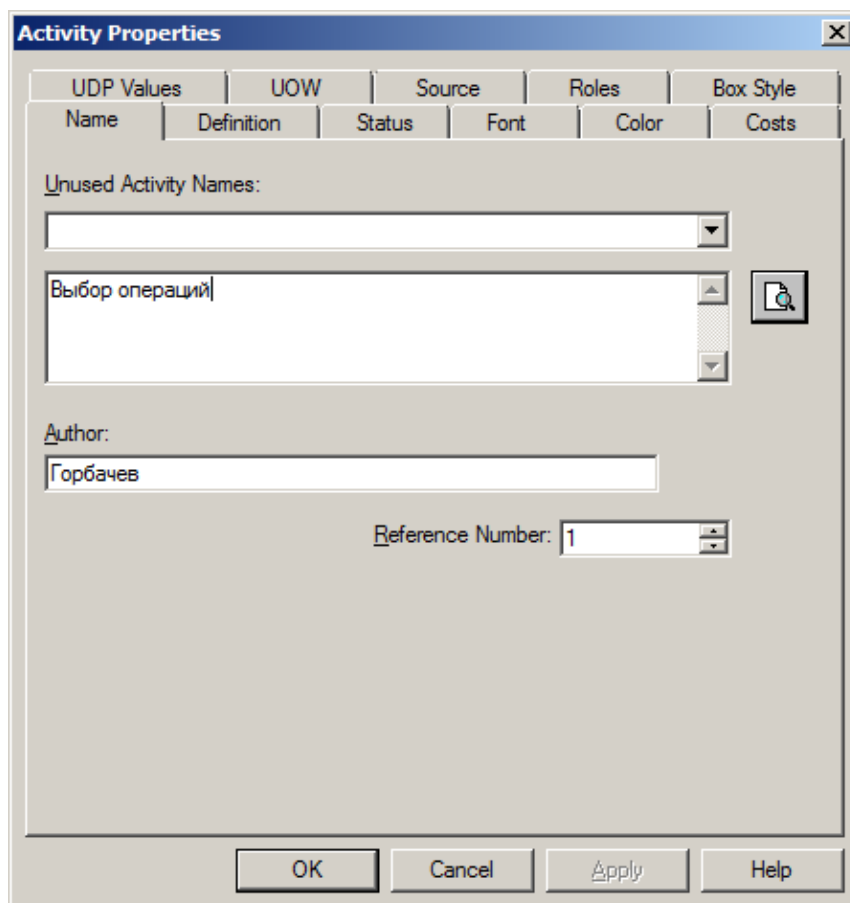 Activity Properties
UDP Values UOW Source Roles Box Style
Name Definition Status Font Color Costs
Unused Activity Names:
Выбор операций
Author:
Горбачев
Reference Number: 1
OK Cancel Apply Help